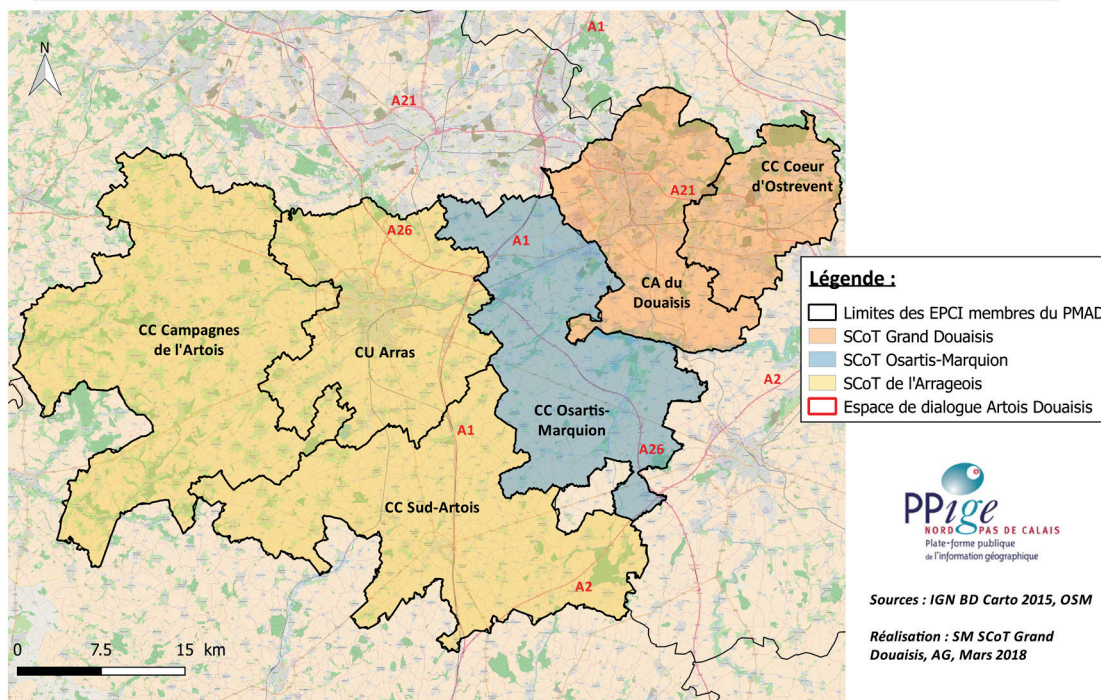 N
A1
A21
CC Coeur
d'Ostrevent
A21
A26
A1
CA du
Douaisis
CC Campagnes
de l'Artois
CU Arras
A2
CC Osartis-
Marquion
A1
A26
CC Sud-Artois
A2
0 7.5 15 km
Légende :
Limites des EPCI membres du PMAD
SCoT Grand Douaisis
SCoT Osartis-Marquion
SCoT de l'Arrageois
Espace de dialogue Artois Douaisis
PPige
NORD PAS DE CALAIS
Plate-forme publique
de l'information géographique
Sources : IGN BD Carto 2015, OSM
Réalisation : SM SCoT Grand
Douaisis, AG, Mars 2018